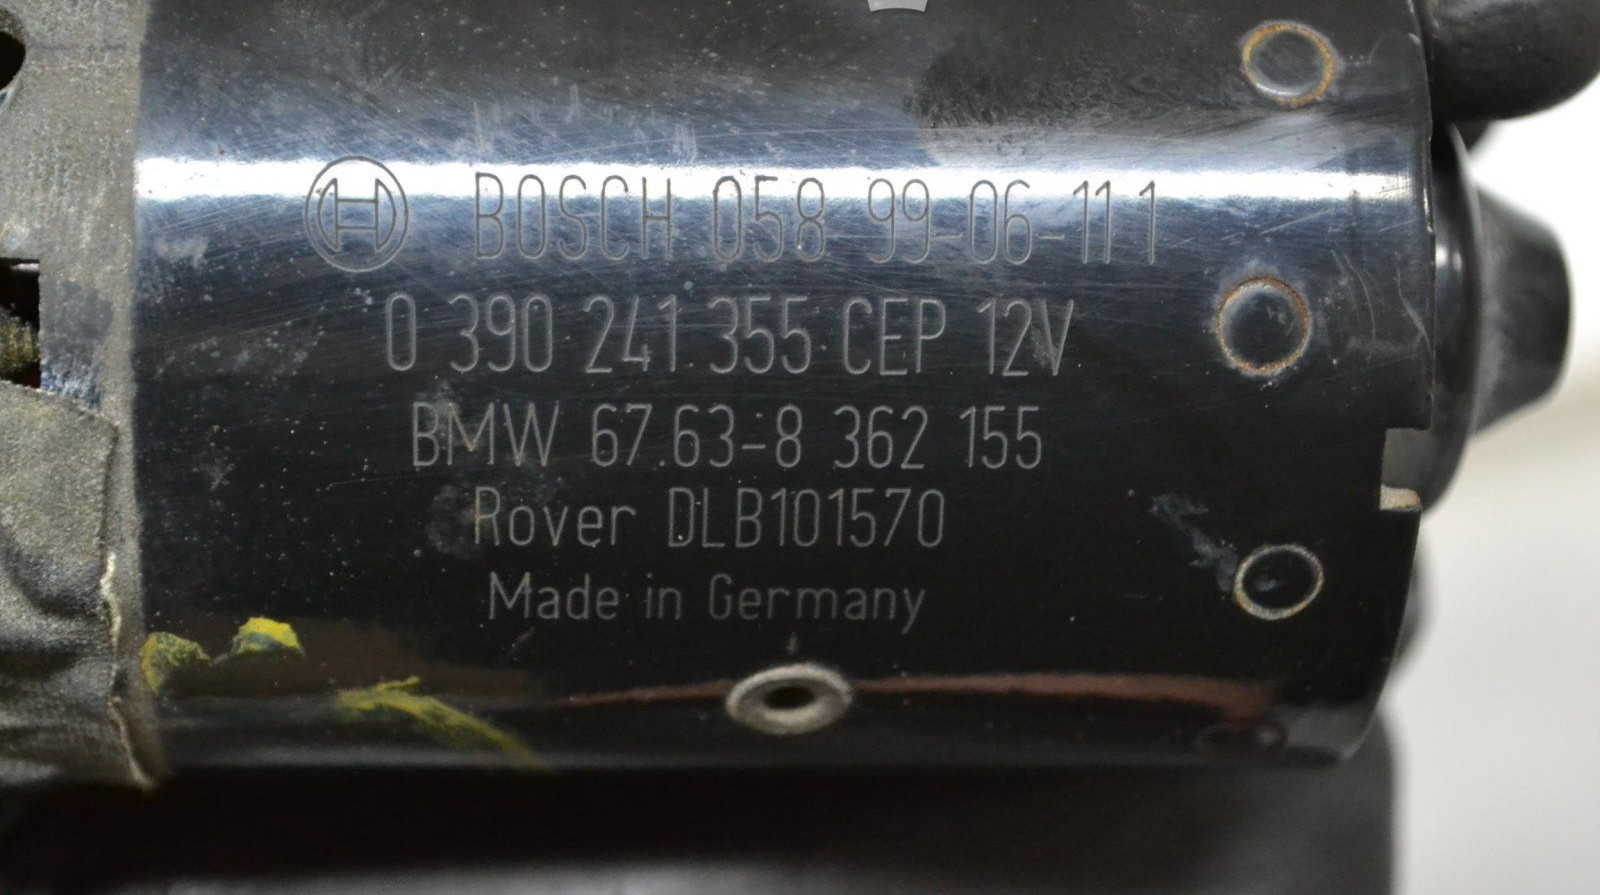 BOSCH 058 99-06-11 1
0 390 241 355 CEP 12V
BMW 67.63-8 362 155
Rover DLB101570
Made in Germany